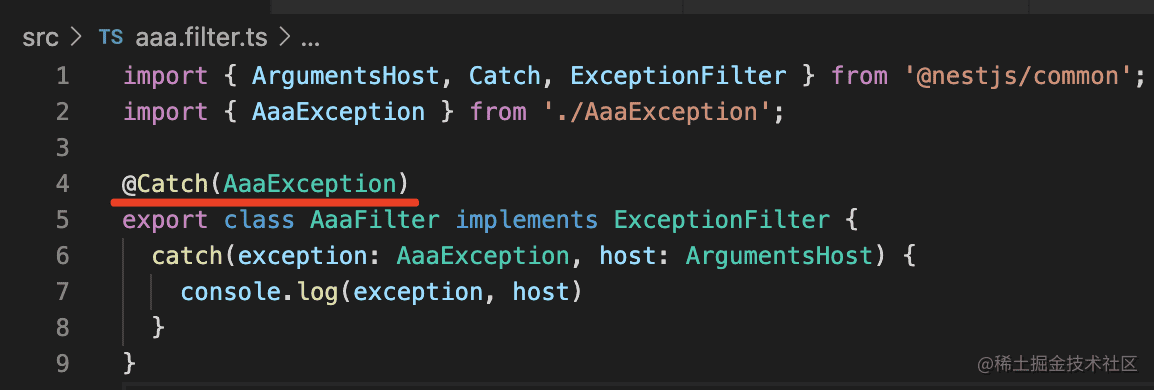 src > TS aaa.filter.ts > ...
1 import { ArgumentsHost, Catch, ExceptionFilter } from '@nestjs/common';
2 import { AaaException } from './AaaException';
3
4 @Catch(AaaException)
5 export class AaaFilter implements ExceptionFilter {
6   catch(exception: AaaException, host: ArgumentsHost) {
7     console.log(exception, host)
8   }
9 }
@稀土掘金技术社区